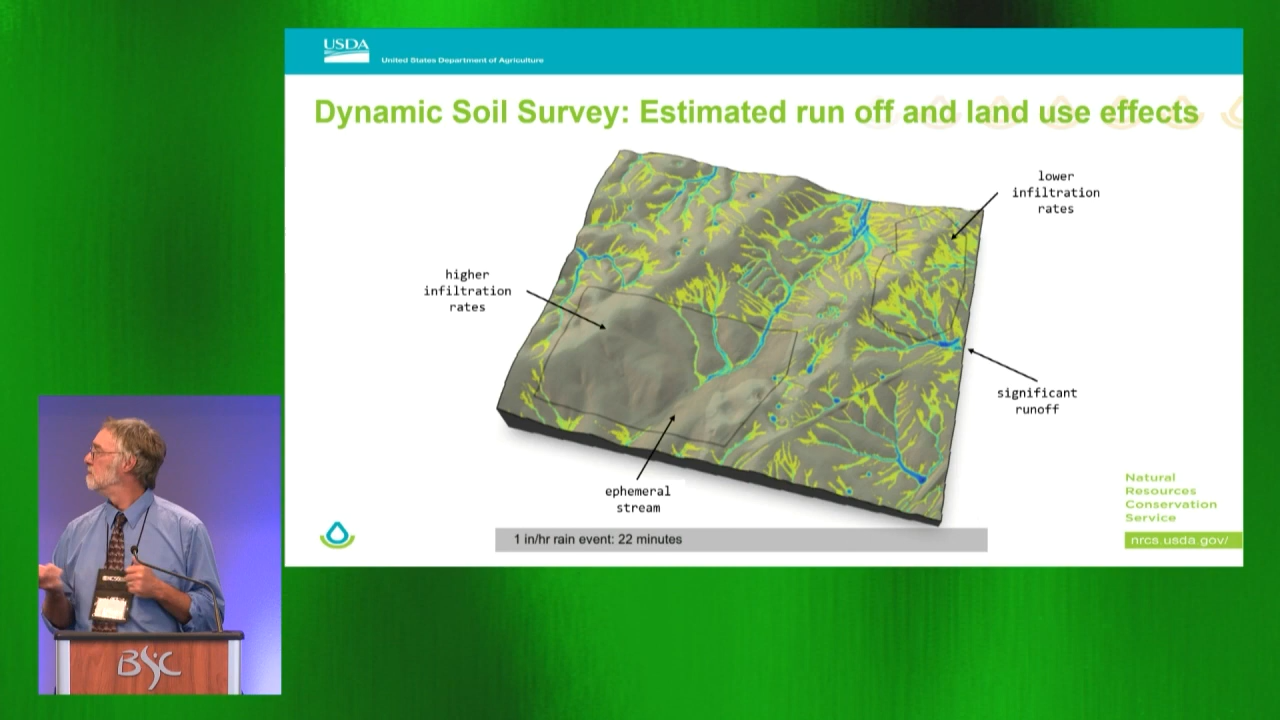 USDA
United States Department of Agriculture
Dynamic Soil Survey: Estimated run off and land use effects
lower
infiltration
rates
higher
infiltration
rates
significant
runoff
ephemeral
stream
1 in/hr rain event: 22 minutes
Natural
Resources
Conservation
Service
nrcs.usda.gov/
BSC